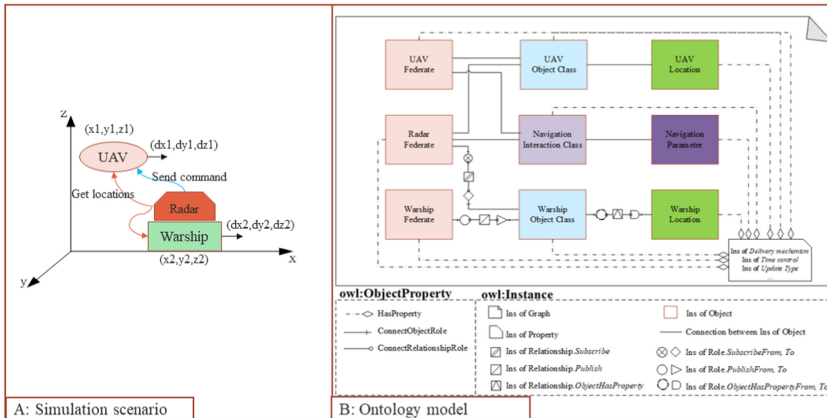 z
(x1,y1,z1)
(dx1,dy1,dz1)
UAV
Send command
Get locations
Radar
(dx2,dy2,dz2)
Warship
x
(x2,y2,z2)
y
A: Simulation scenario
UAV
Federate
UAV
Object Class
UAV
Location
Radar
Federate
Navigation
Interaction Class
Navigation
Parameter
Warship
Federate
Warship
Object Class
Warship
Location
Ins of Delivery mechanism
Ins of Time control
Ins of Update Type
...
owl:ObjectProperty
HasProperty
ConnectObjectRole
ConnectRelationshipRole
owl:Instance
Ins of Graph
Ins of Property
Ins of Relationship.Subscribe
Ins of Relationship.Publish
Ins of Relationship.ObjectHasProperty
Ins of Object
Connection between Ins of Object
Ins of Role.SubscribeFrom, To
Ins of Role.PublishFrom, To
Ins of Role.ObjectHasPropertyFrom, To
B: Ontology model